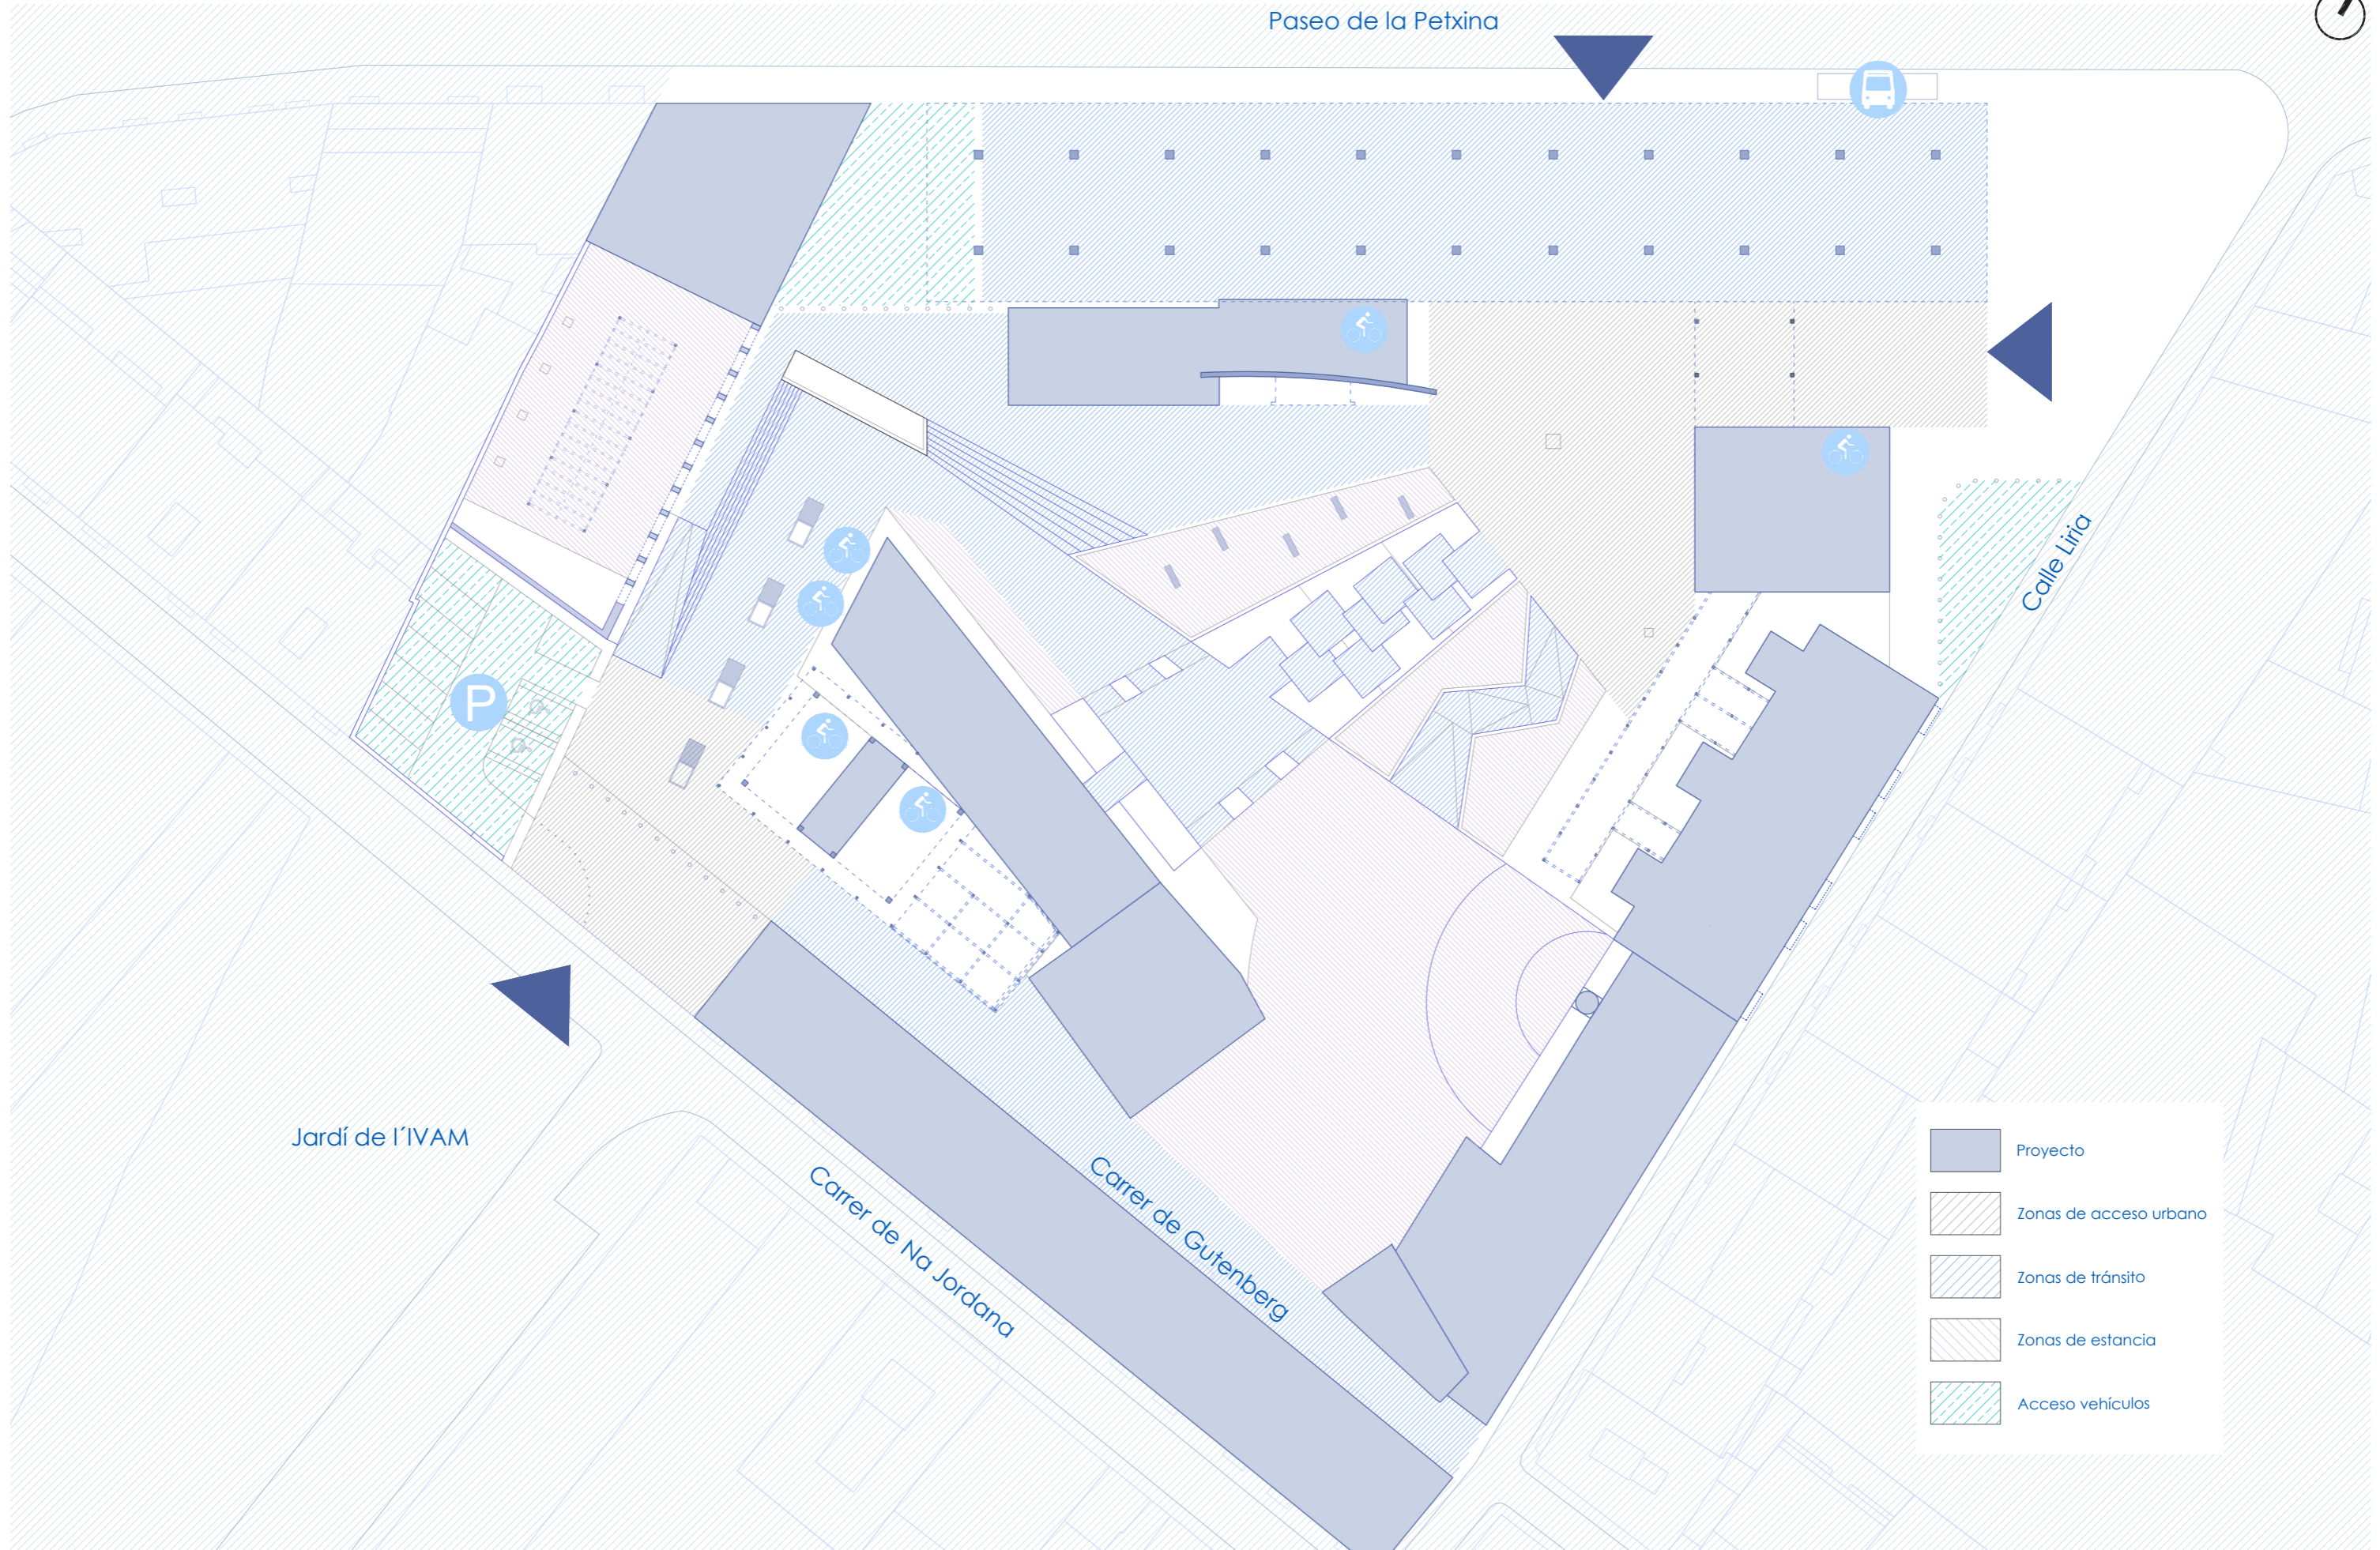 Paseo de la Petxina
Calle Liria
P
Jardí de l´IVAM
Carrer de Na Jordana
Carrer de Gutenberg
Proyecto
Zonas de acceso urbano
Zonas de tránsito
Zonas de estancia
Acceso vehículos